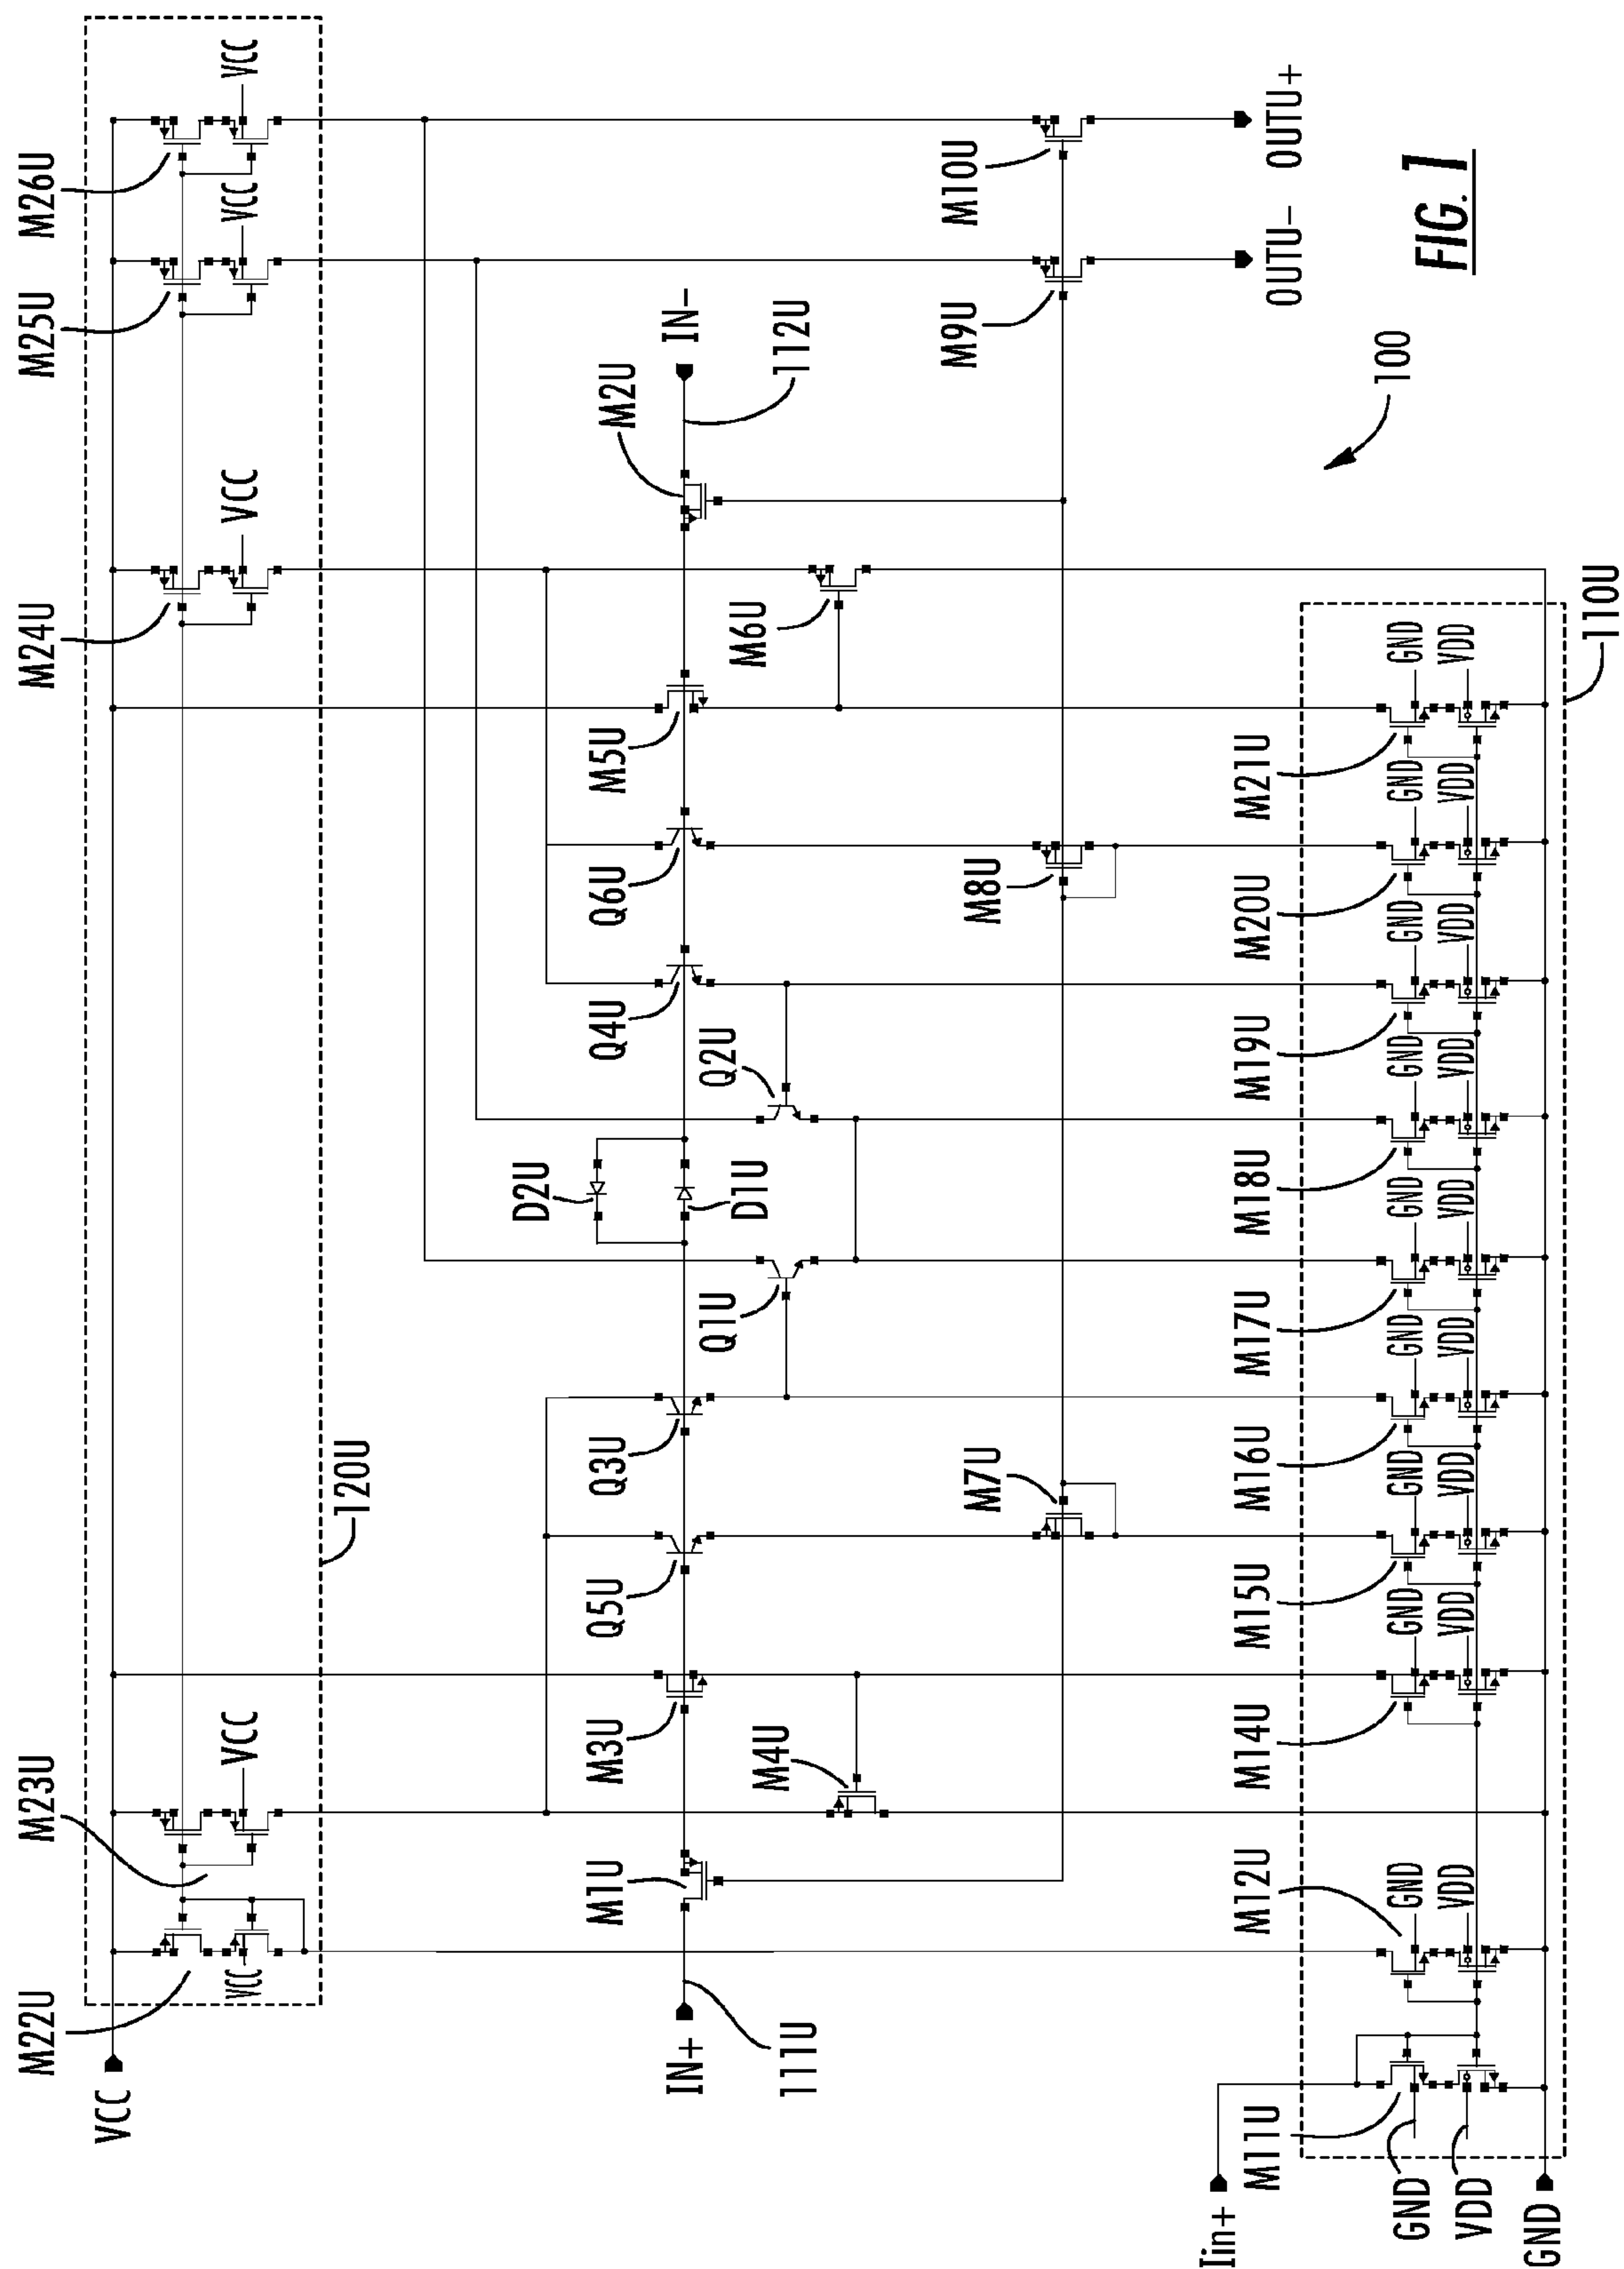 M22U
M23U
M24U
M25U
M26U
VCC
VCC
VCC
VCC
VCC
VCC
120U
IN+
111U
M1U
M3U
M4U
Q5U
Q3U
Q1U
D2U
D1U
Q2U
Q4U
Q6U
M5U
M6U
M2U
IN-
112U
M7U
M8U
M9U
M10U
OUTU-
OUTU+
Iin+
M11U
M12U
M14U
M15U
M16U
M17U
M18U
M19U
M20U
M21U
GND
GND
GND
GND
GND
GND
GND
GND
GND
GND
VDD
VDD
VDD
VDD
VDD
VDD
VDD
VDD
VDD
VDD
GND
110U
100
FIG. 1